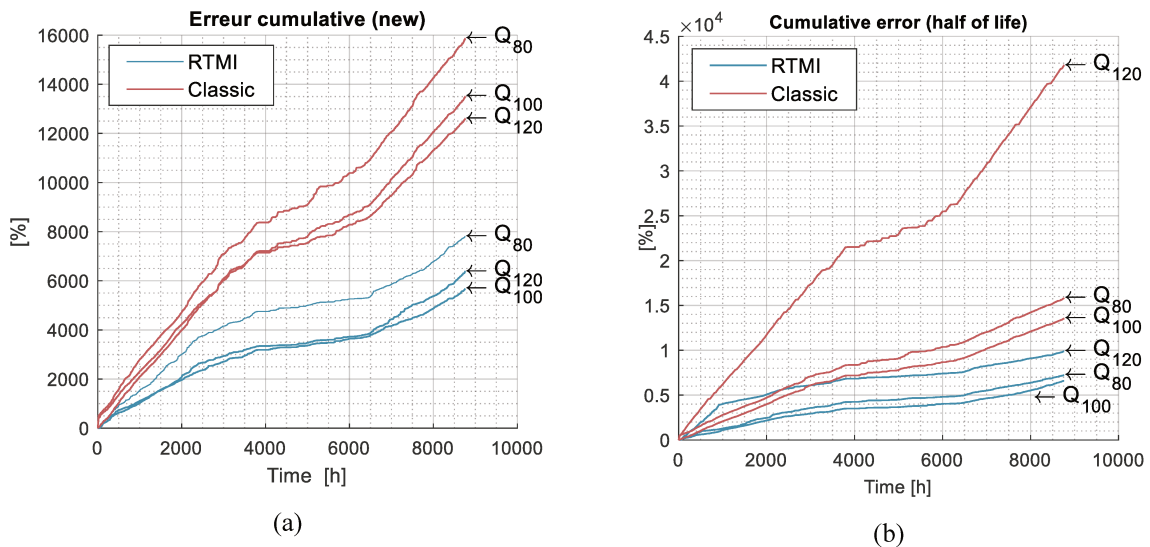 Erreur cumulative (new)
16000
14000
12000
10000
8000
6000
4000
2000
0
[%]
RTMI
Classic
Q80
Q100
Q120
Q80
Q120
Q100
0 2000 4000 6000 8000 10000
Time [h]
(a)
Cumulative error (half of life)
×10^4
4.5
4
3.5
3
2.5
2
1.5
1
0.5
0
[%]
RTMI
Classic
Q120
Q80
Q100
Q120
Q80
Q100
0 2000 4000 6000 8000 10000
Time [h]
(b)